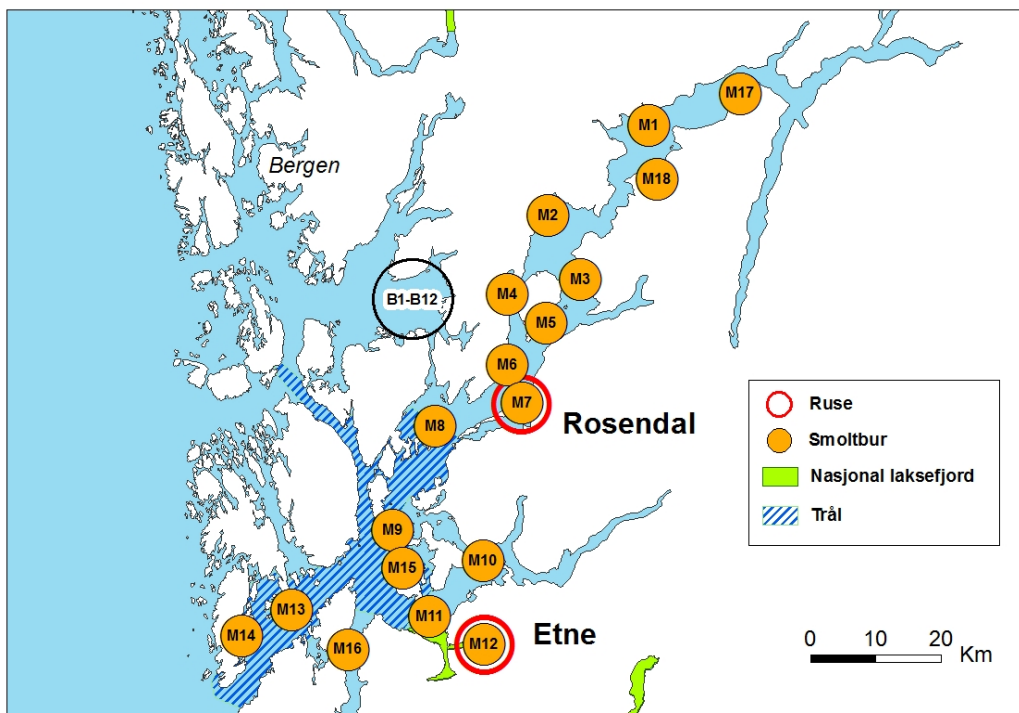 M17
M1
Bergen
M18
M2
M3
M4
B1-B12
M5
M6
M7
Rosendal
M8
M9
M10
M15
M11
M13
M14
M16
M12
Etne
Ruse
Smoltbur
Nasjonal laksefjord
Trål
0 10 20
Km